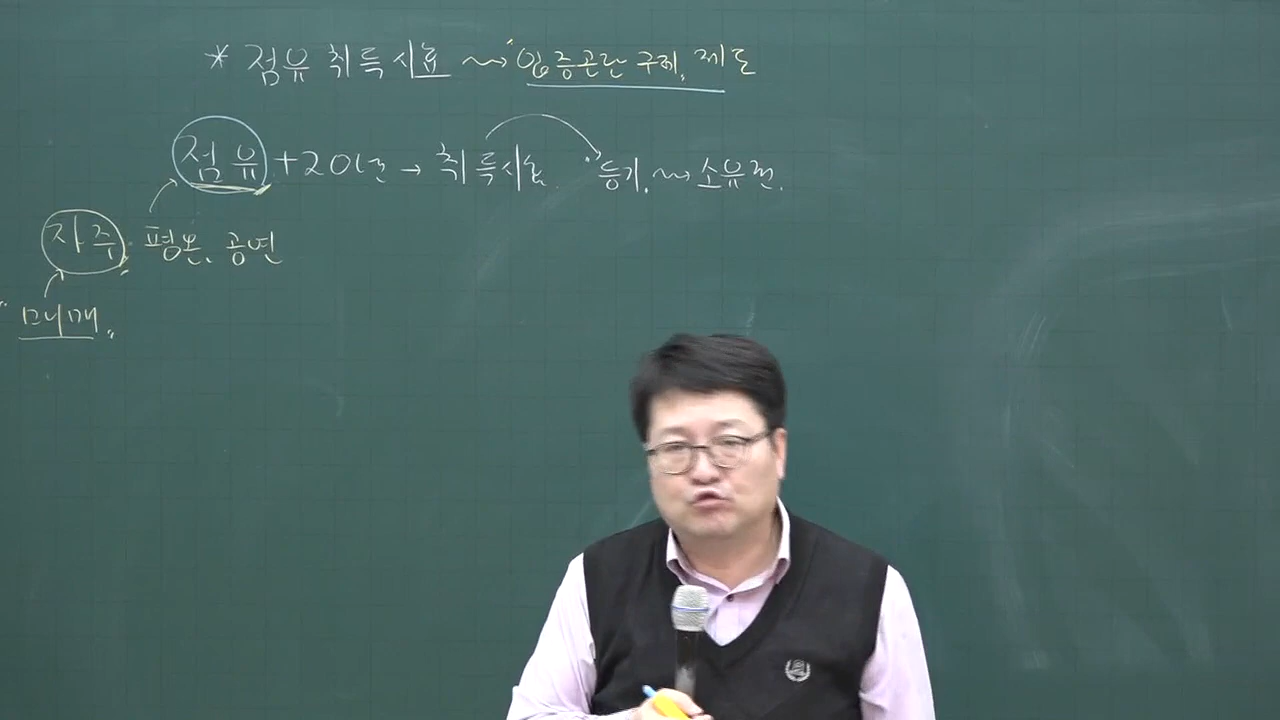 * 점유 취득시효 ~> "입증곤란 구제. 제도
점유 + 20년 → 취득시효 등기. ~> 소유권.
자주. 평온. 공연
"매매."